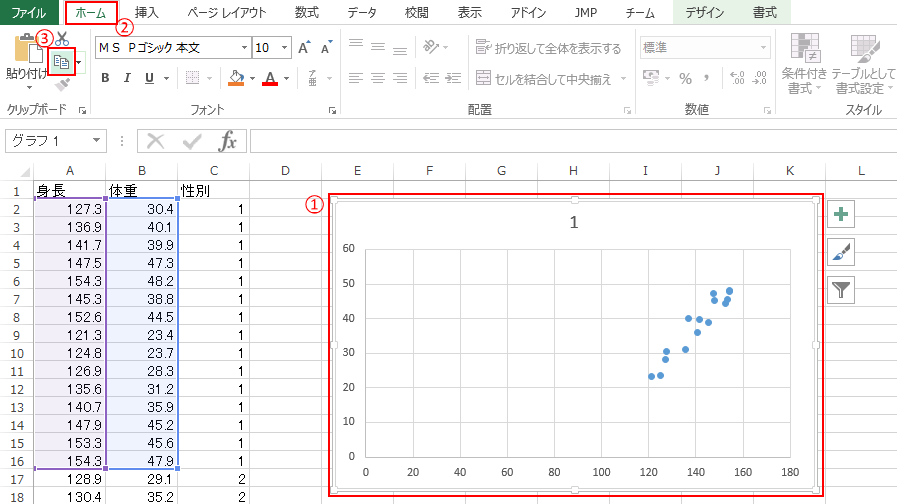 ファイル ホーム 挿入 ページ レイアウト 数式 データ 校閲 表示 アドイン JMP チーム デザイン 書式
②
③
ＭＳ Ｐゴシック 本文 10 A A 折り返して全体を表示する 標準
貼り付け B I U A 亜 セルを結合して中央揃え % , 条件付き書式 テーブルとして書式設定
クリップボード フォント 配置 数値 スタイル
グラフ 1 fx
A B C D E F G H I J K L
1 身長 体重 性別
①
2 127.3 30.4 1
3 136.9 40.1 1
4 141.7 39.9 1
5 147.5 47.3 1
6 154.3 48.2 1
7 145.3 38.8 1
8 152.6 44.5 1
9 121.3 23.4 1
10 124.8 23.7 1
11 126.9 28.3 1
12 135.6 31.2 1
13 140.7 35.9 1
14 147.9 45.2 1
15 153.3 45.6 1
16 154.3 47.9 1
17 128.9 29.1 2
18 130.4 35.2 2
1
60
50
40
30
20
10
0
0 20 40 60 80 100 120 140 160 180